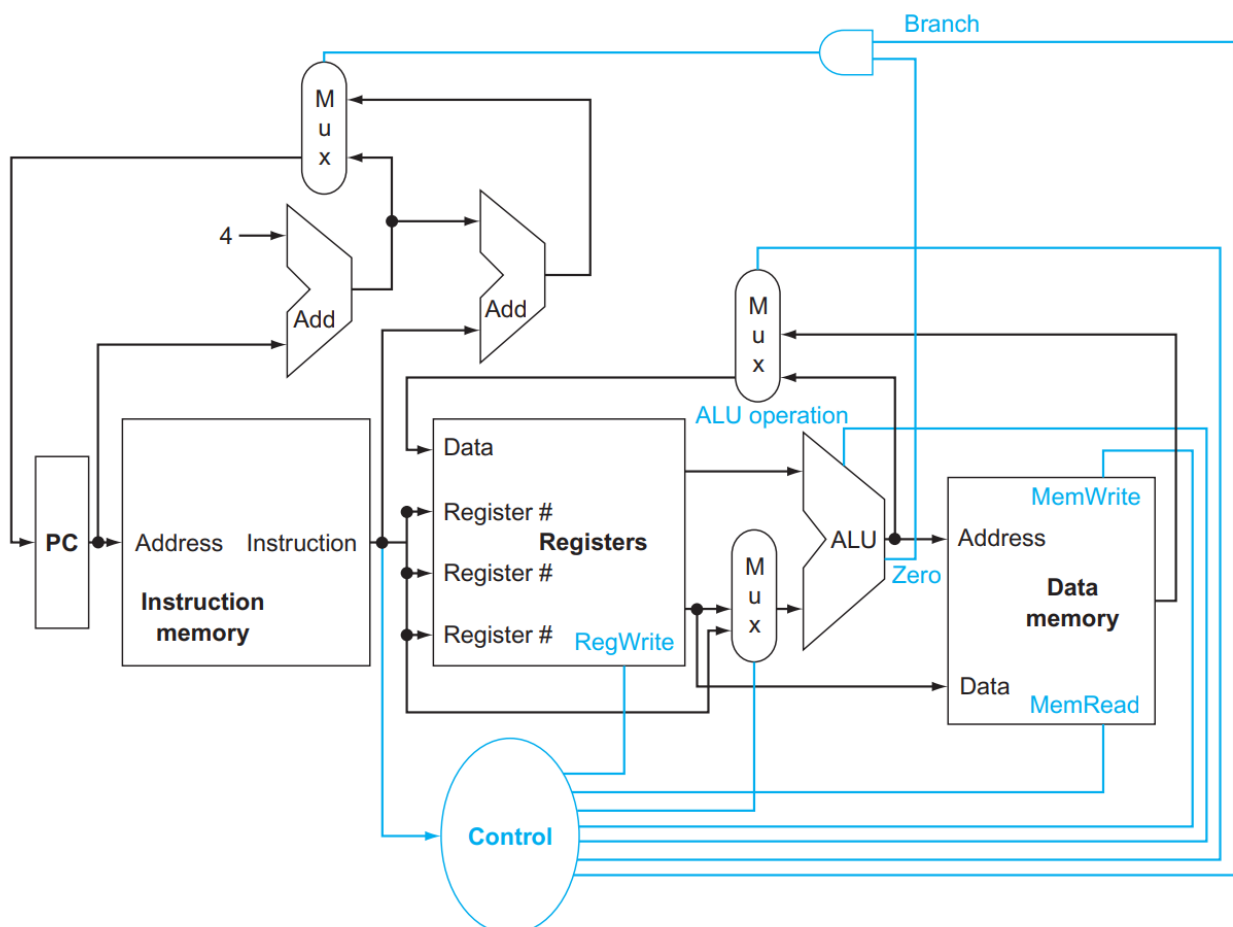 Branch
M
u
x
4
Add
Add
M
u
x
ALU operation
Data
Register #
Registers
Register #
Register #
RegWrite
PC
Address
Instruction
Instruction
memory
M
u
x
ALU
Zero
MemWrite
Address
Data
memory
Data
MemRead
Control